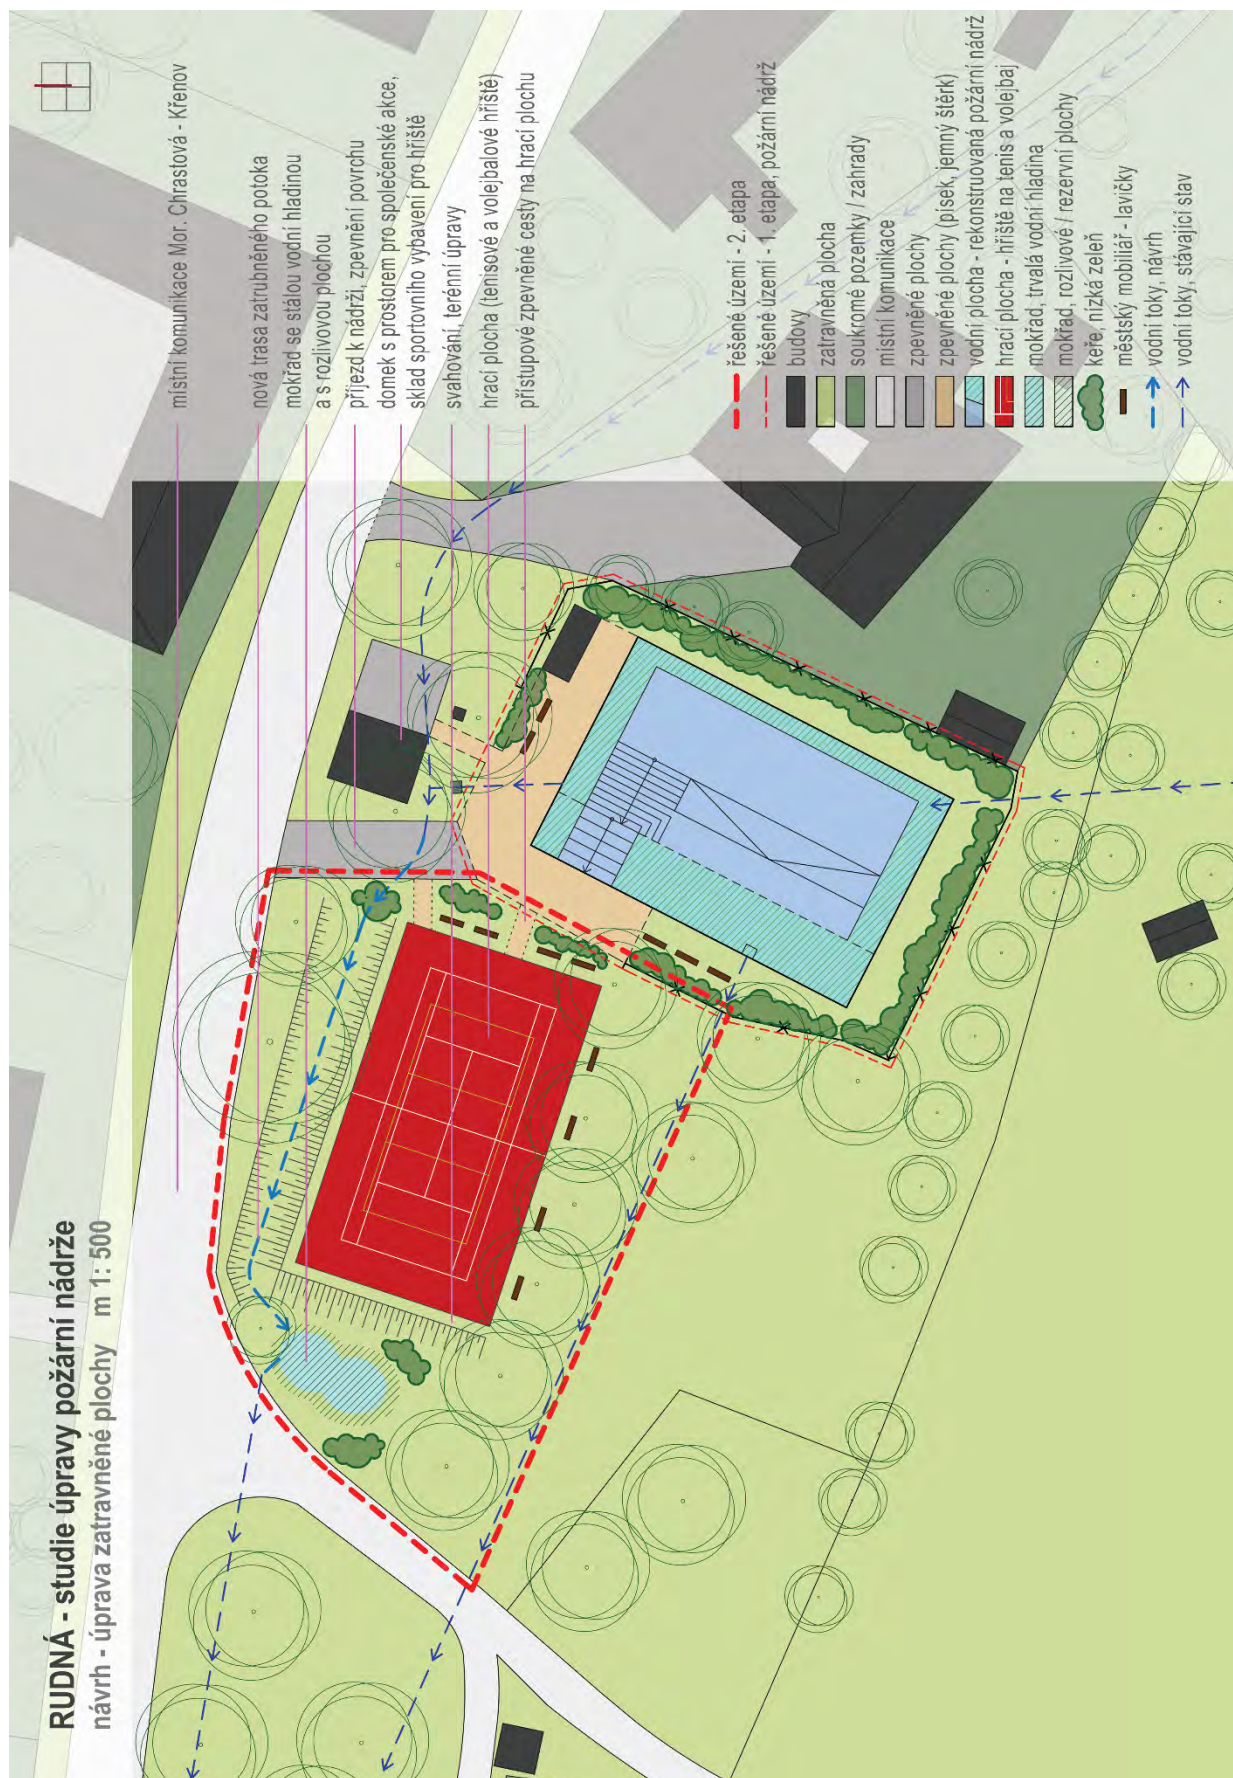 RUDNÁ - studie úpravy požární nádrže
návrh - úprava zatravněné plochy m 1: 500
místní komunikace Mor. Chrastová - Křenov
nová trasa zatrubněného potoka
mokřad se stálou vodní hladinou
a s rozlivovou plochou
příjezd k nádrži, zpevnění povrchu
domek s prostorem pro společenské akce,
sklad sportovního vybavení pro hřiště
svahování, terénní úpravy
hrací plocha (tenisové a volejbalové hřiště)
přístupové zpevněné cesty na hrací plochu
řešené území - 2. etapa
řešené území - 1. etapa, požární nádrž
budovy
zatravněná plocha
soukromé pozemky / zahrady
místní komunikace
zpevněné plochy
zpevněné plochy (písek, jemný štěrk)
vodní plocha - rekonstruovaná požární nádrž
hrací plocha - hřiště na tenis a volejbaj
mokřad, trvalá vodní hladina
mokřad, rozlivové / rezervní plochy
keře, nízká zeleň
městský mobiliář - lavičky
vodní toky, návrh
vodní toky, stávající stav